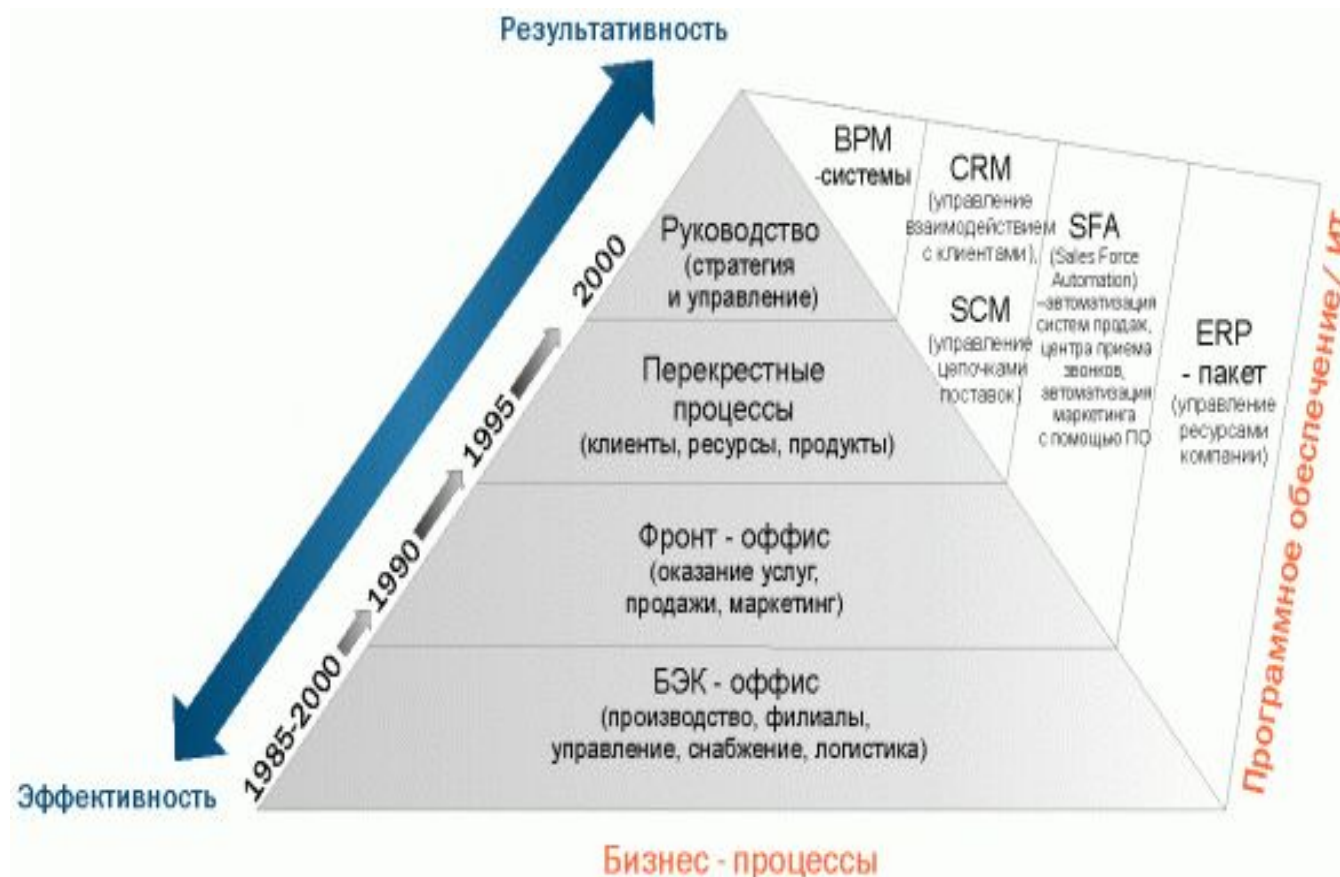 Результативность
BPM
-системы
CRM
(управление
взаимодействием
с клиентами),
SCM
(управление
цепочками
поставок)
SFA
(Sales Force
Automation)
–автоматизация
систем продаж,
центра приема
звонков,
автоматизация
маркетинга
с помощью ПО
ERP
- пакет
(управление
ресурсами
компании)
Программное обеспечение/ ИТ
Руководство
(стратегия
и управление)
2000
Перекрестные
процессы
(клиенты, ресурсы, продукты)
1995
Фронт - оффис
(оказание услуг,
продажи, маркетинг)
1990
БЭК - оффис
(производство, филиалы,
управление, снабжение, логистика)
1985-2000
Эффективность
Бизнес - процессы